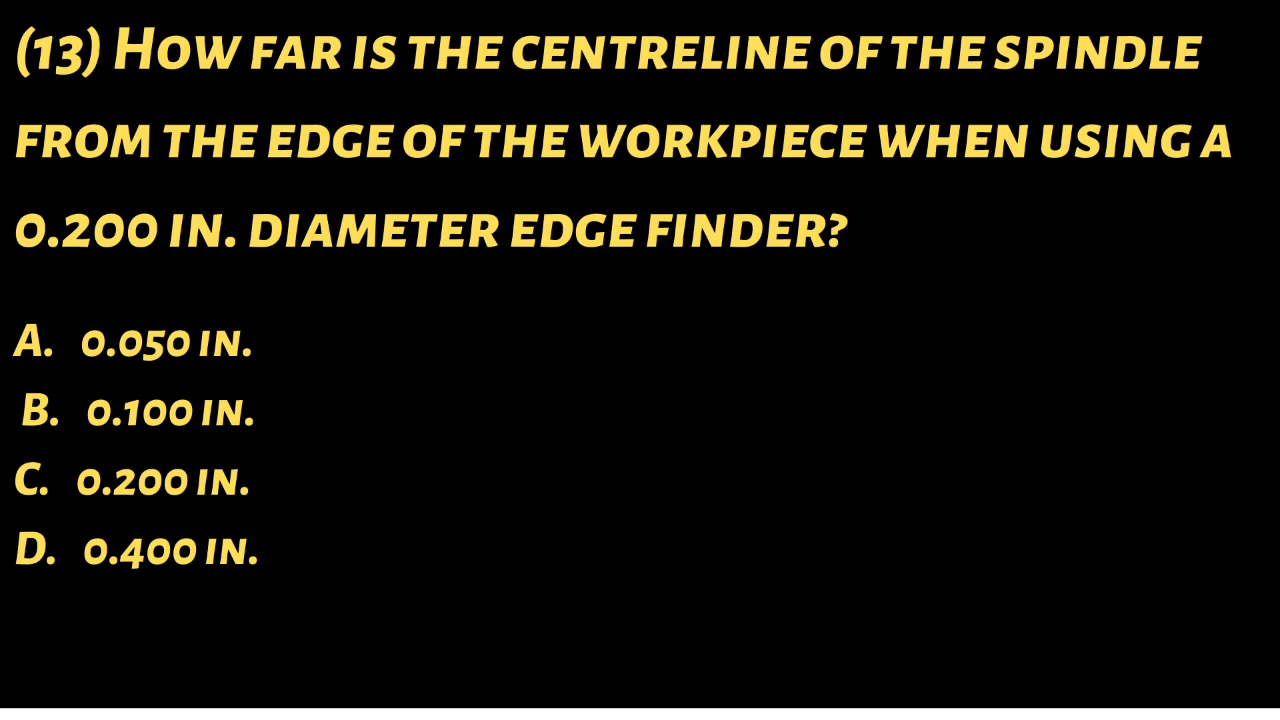 (13) How far is the centreline of the spindle
from the edge of the workpiece when using a
0.200 in. diameter edge finder?
A. 0.050 in.
B. 0.100 in.
C. 0.200 in.
D. 0.400 in.